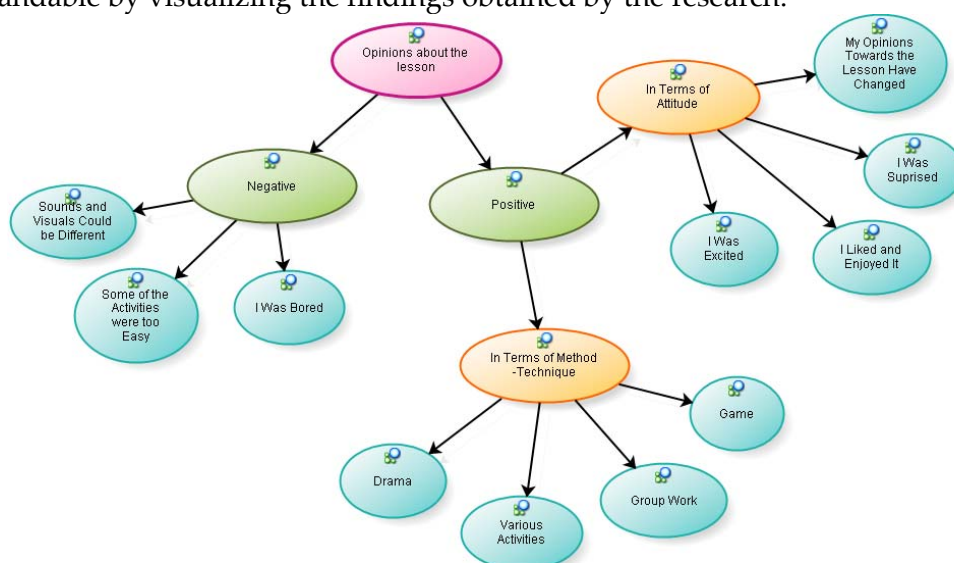 andable by visualizing the findings obtained by the research.
Opinions about the
lesson
My Opinions
Towards the
Lesson Have
Changed
In Terms of
Attitude
I Was
Suprised
Negative
Positive
Sounds and
Visuals Could
be Different
I Was
Excited
I Liked and
Enjoyed It
Some of the
Activities
were too
Easy
I Was Bored
In Terms of Method
-Technique
Game
Drama
Group Work
Various
Activities